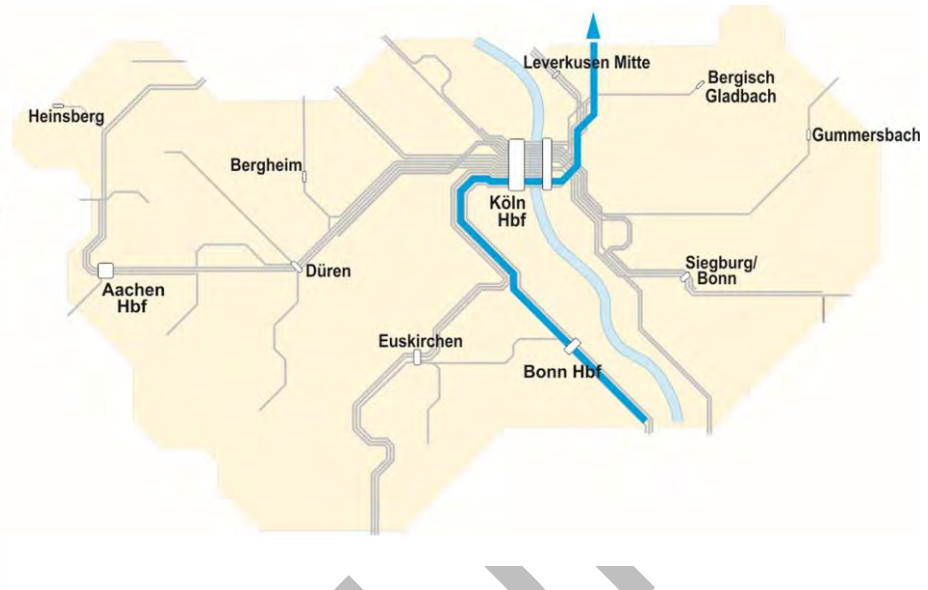 Leverkusen Mitte
Bergisch
Gladbach
Heinsberg
Gummersbach
Bergheim
Köln
Hbf
Düren
Siegburg/
Bonn
Aachen
Hbf
Euskirchen
Bonn Hbf